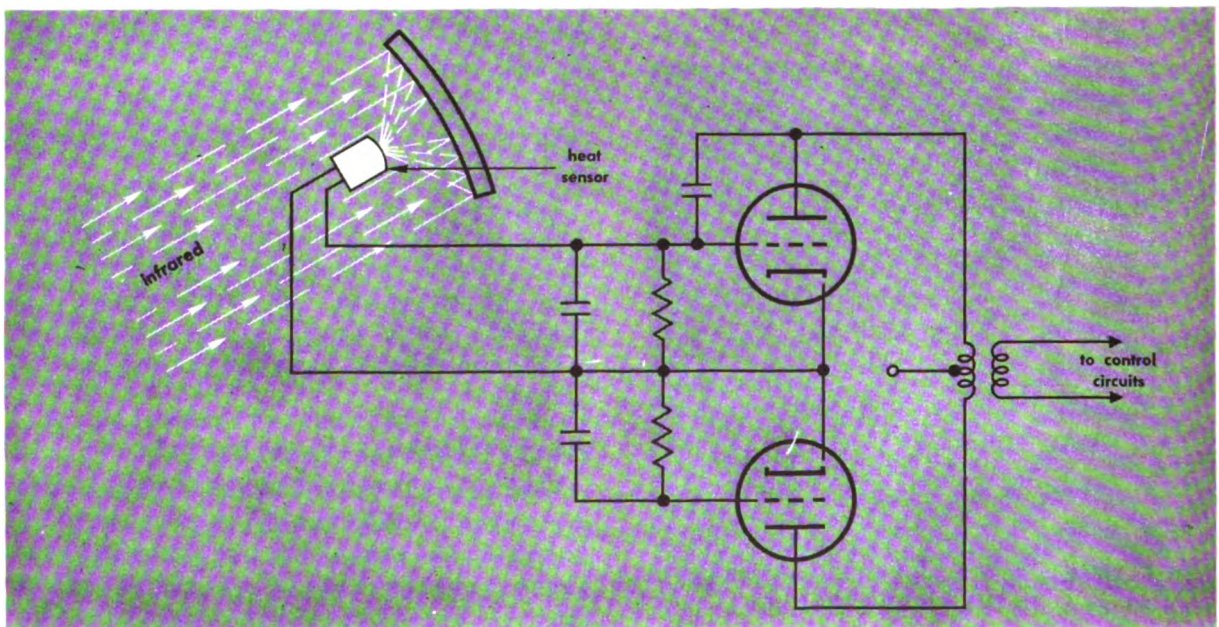 heat
sensor
infrared
to control
circuits